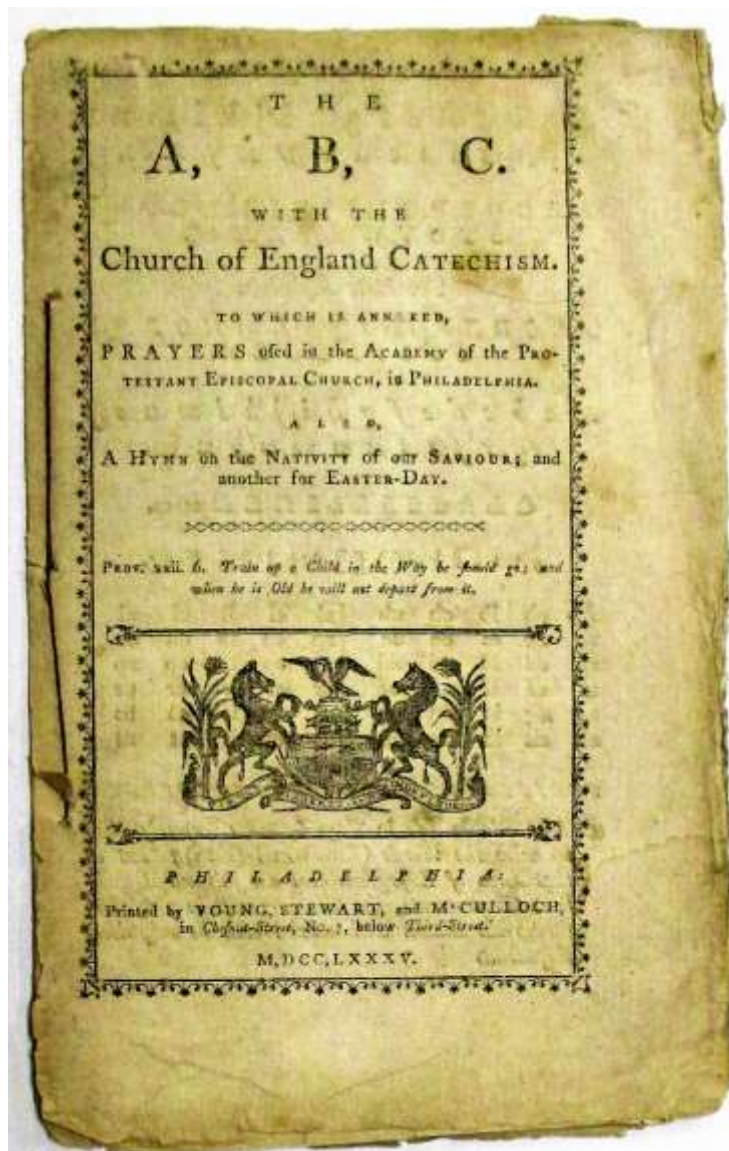 THE
A, B, C.
WITH THE
Church of England CATECHISM.
TO WHICH IS ANNEXED,
PRAYERS uſed in the ACADEMY of the PRO-
TESTANT EPISCOPAL CHURCH, in PHILADELPHIA.
ALSO,
A HYMN on the NATIVITY of our SAVIOUR; and
another for EASTER-DAY.
PROV. xxii. 6. Train up a Child in the Way he ſhould go; and
when he is Old he will not depart from it.
PHILADELPHIA:
Printed by YOUNG, STEWART, and M'CULLOCH,
in Cheſnut-Street, No. 7, below Third-Street.
M,DCC,LXXXV.